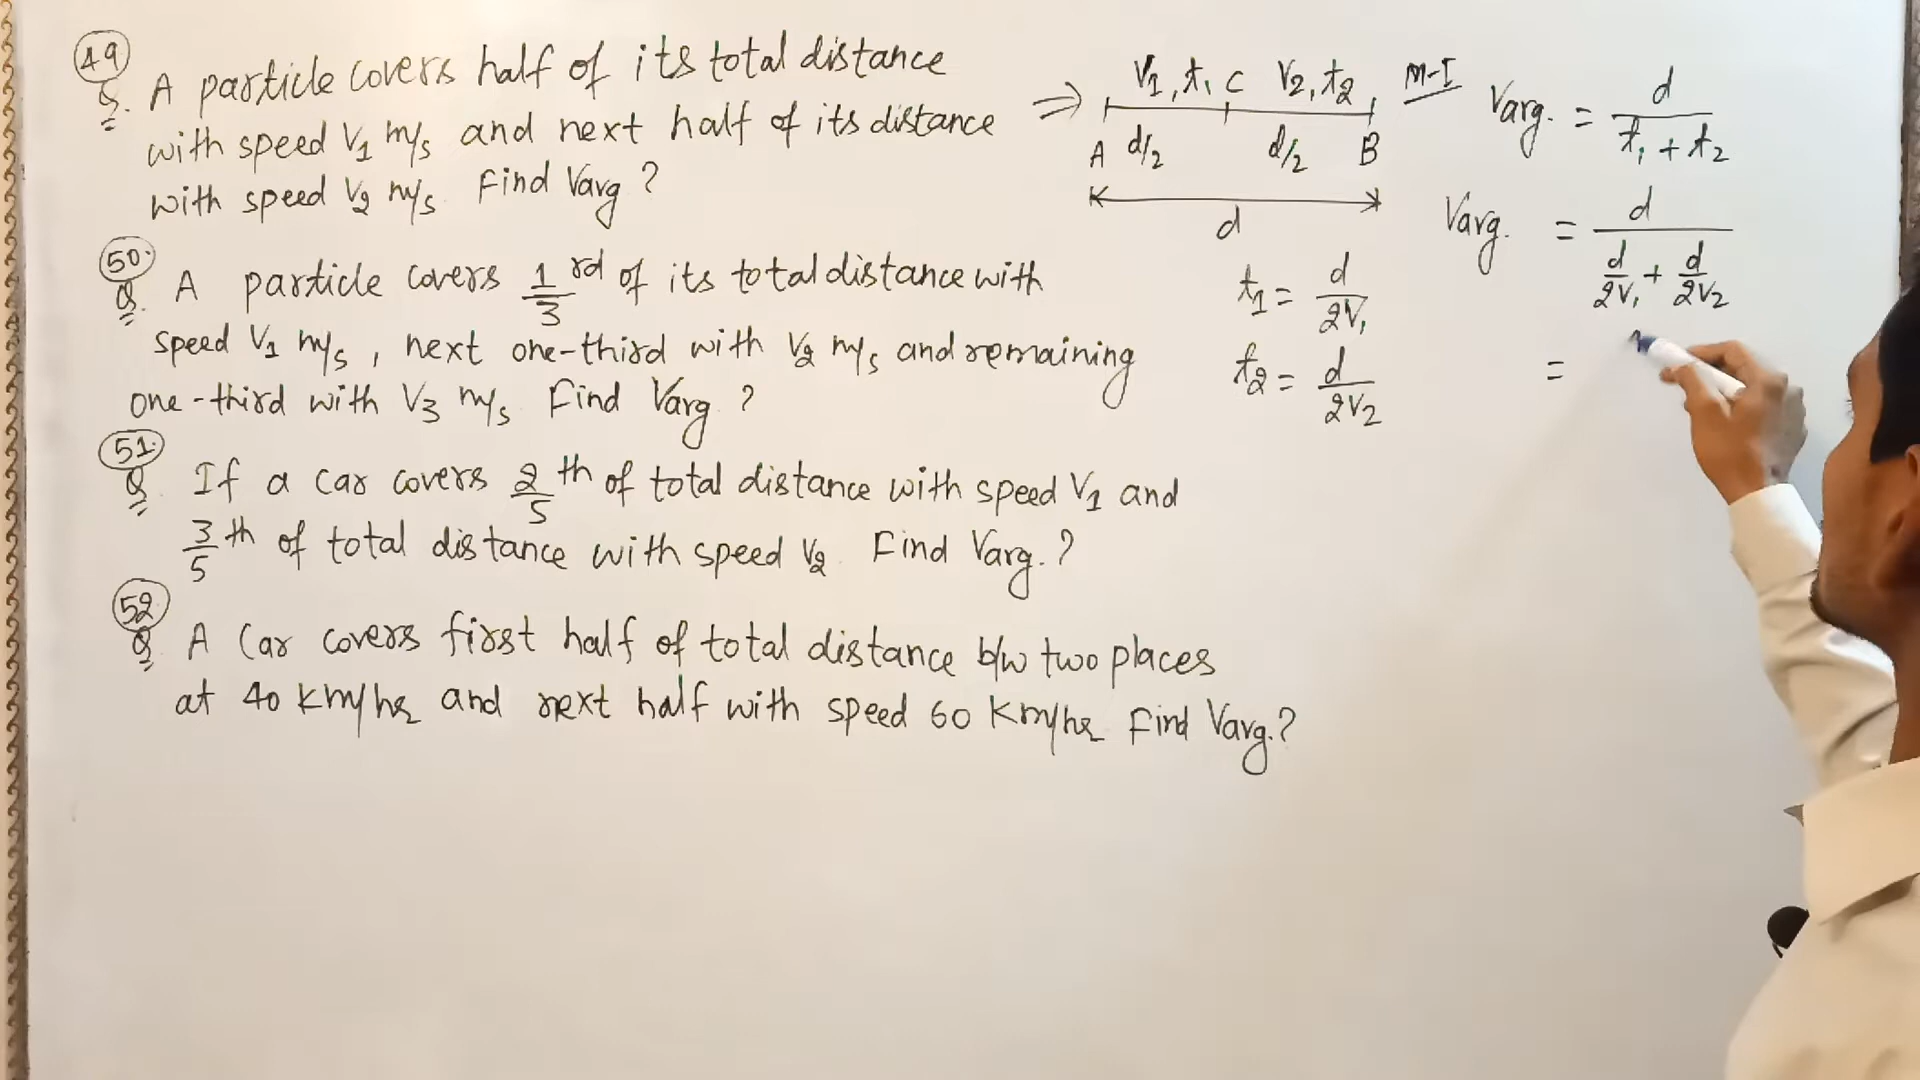 49
Q. A particle covers half of its total distance
with speed V1 m/s and next half of its distance
with speed V2 m/s. Find Varg ?
50.
Q. A particle covers 1/3 rd of its total distance with
speed V1 m/s, next one-third with V2 m/s and remaining
one-third with V3 m/s Find Varg ?
51.
Q. If a car covers 2/5 th of total distance with speed V1 and
3/5 th of total distance with speed V2. Find Varg.?
52
Q. A Car covers first half of total distance b/w two places
at 40 km/hr and next half with speed 60 km/hr Find Varg.?
⇒ V1, t1 C V2, t2
A d/2 d/2 B
d
t1 = d/2V1
t2 = d/2V2
M-I
Varg. = d/(t1 + t2)
Varg. = d/(d/2V1 + d/2V2)
=